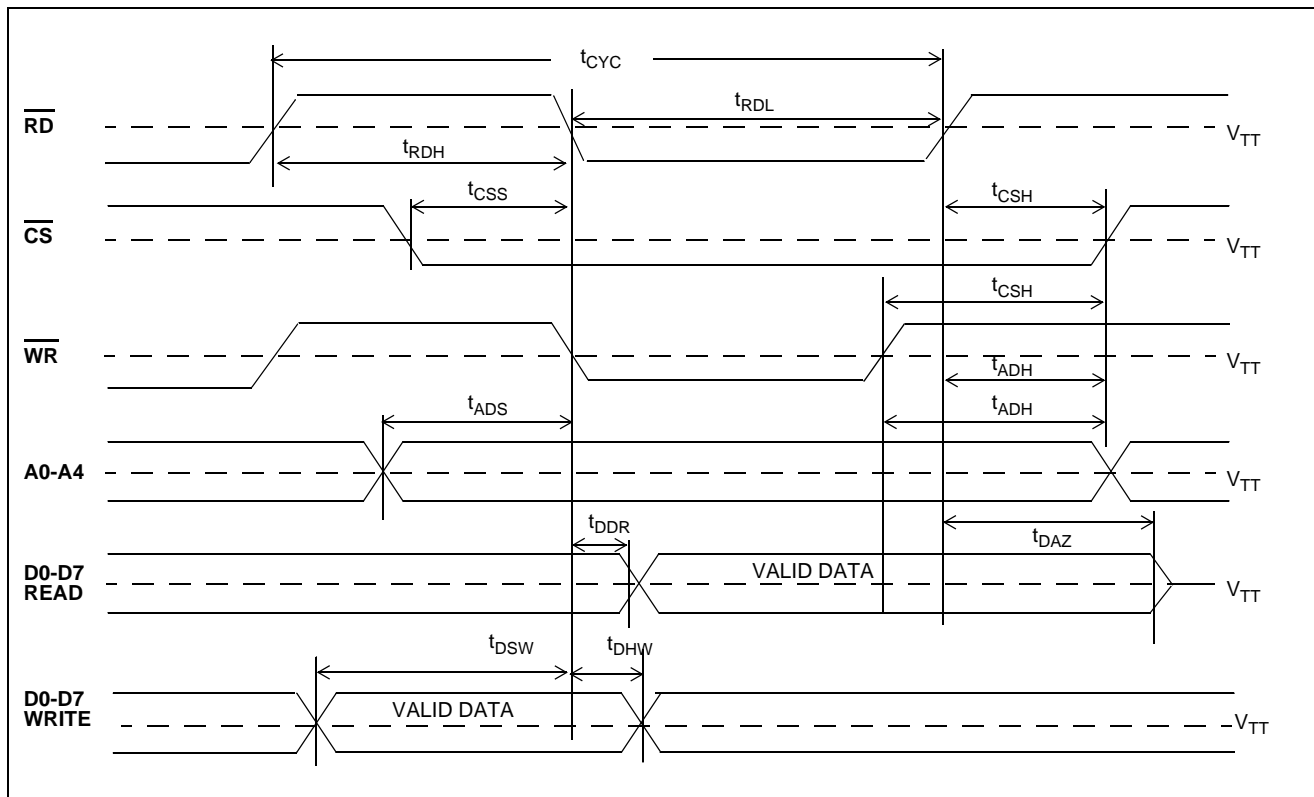 tCYC
RD
tRDL
VTT
tRDH
tCSS
tCSH
CS
VTT
tCSH
WR
VTT
tADH
tADS
tADH
A0-A4
VTT
tDDR
tDAZ
D0-D7
READ
VALID DATA
VTT
tDSW
tDHW
D0-D7
WRITE
VALID DATA
VTT